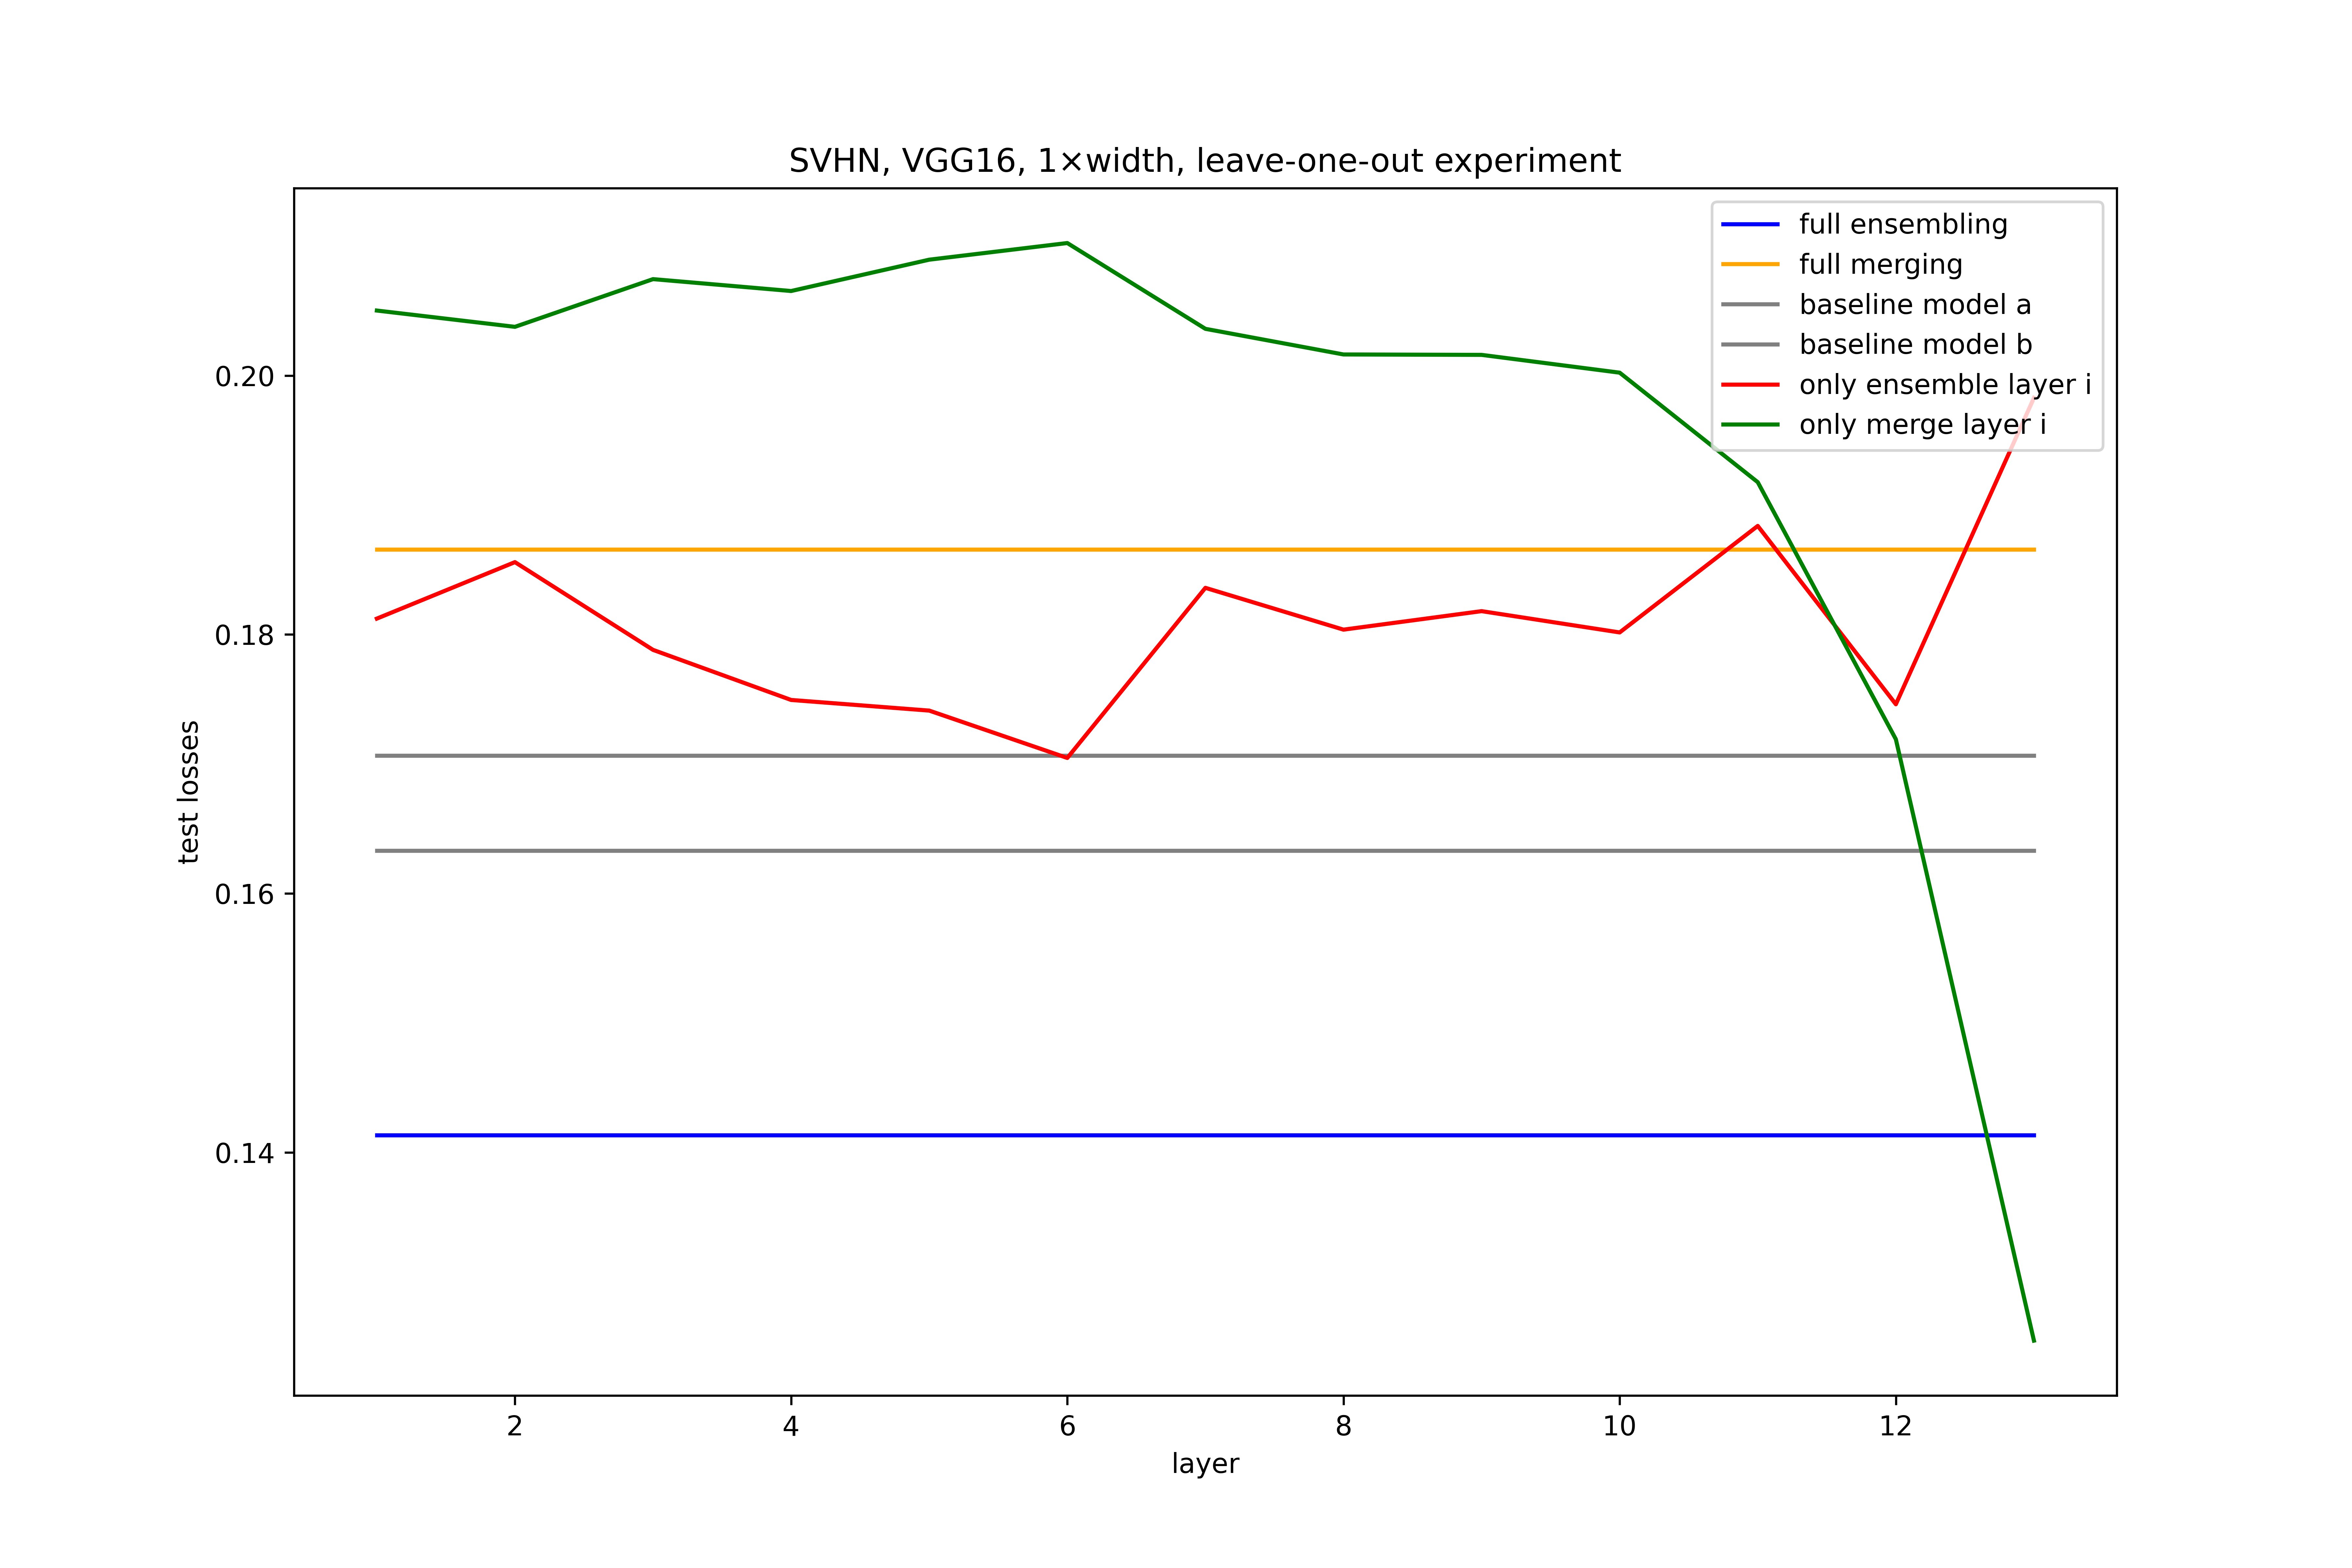 SVHN, VGG16, 1×width, leave-one-out experiment
full ensembling
full merging
baseline model a
baseline model b
only ensemble layer i
only merge layer i
test losses
0.20
0.18
0.16
0.14
2 4 6 8 10 12
layer